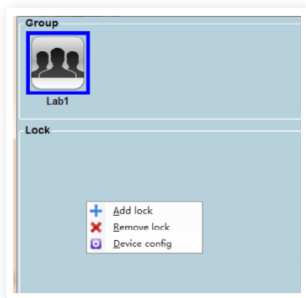 Group
Lab1
Lock
Add lock
Remove lock
Device config